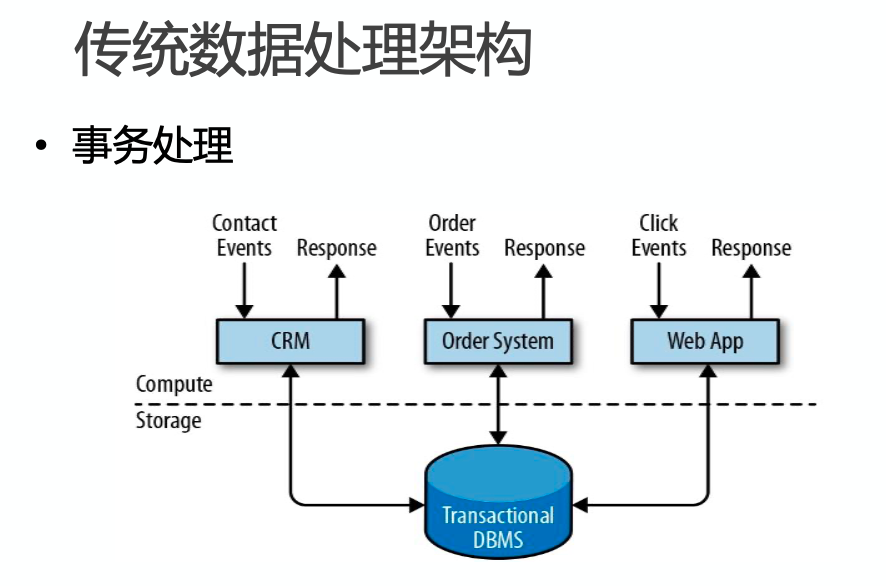 传统数据处理架构
• 事务处理
Contact
Events
Response
Order
Events
Response
Click
Events
Response
CRM
Order System
Web App
Compute
Storage
Transactional
DBMS